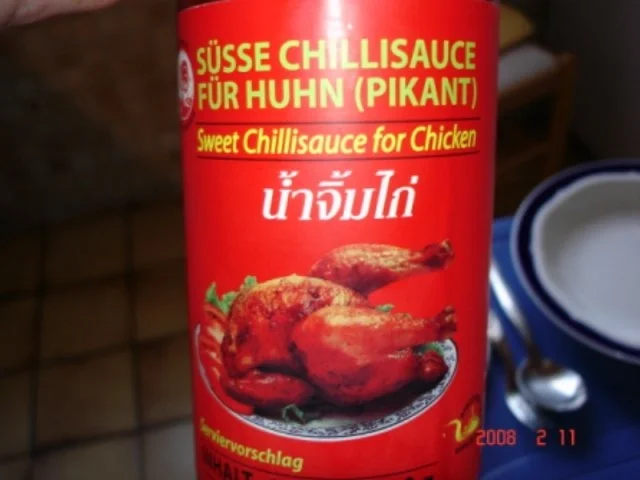 SÜSSE CHILLISAUCE
FÜR HUHN (PIKANT)
Sweet Chillisauce for Chicken
น้ำจิ้มไก่
Serviervorschlag
INHALT
2008 2 11